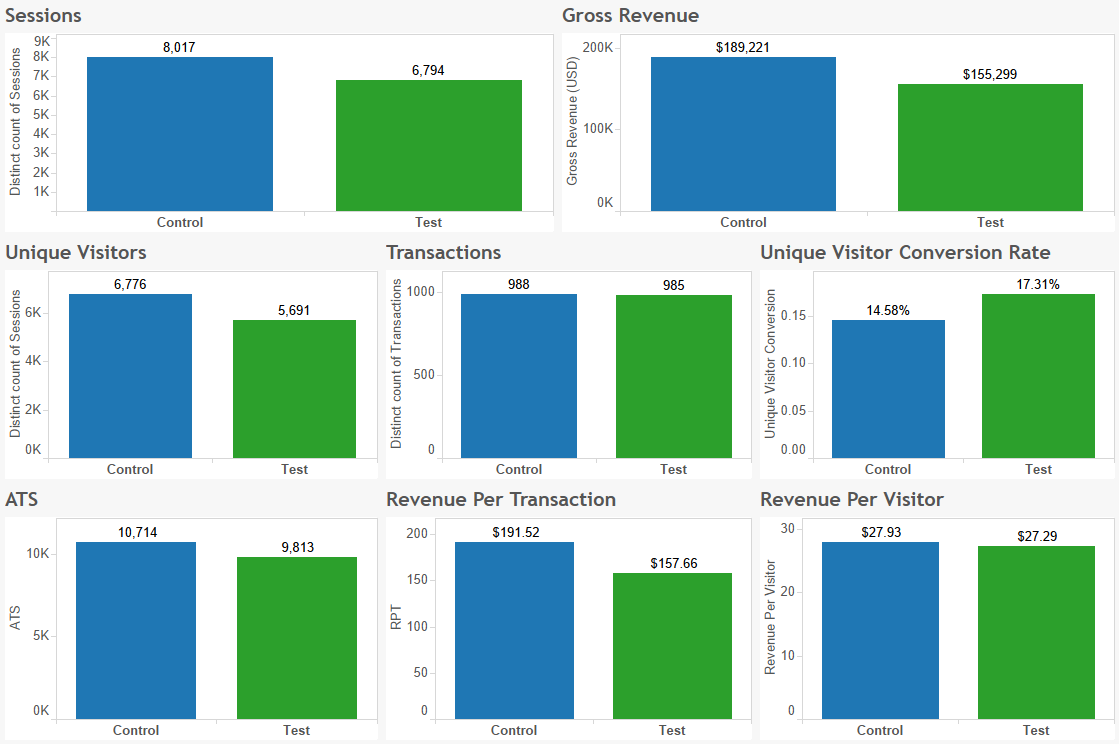 Sessions
Distinct count of Sessions
9K
8K
7K
6K
5K
4K
3K
2K
1K
8,017
6,794
Control
Test
Gross Revenue
Gross Revenue (USD)
200K
100K
0K
$189,221
$155,299
Control
Test
Unique Visitors
Distinct count of Sessions
6K
4K
2K
0K
6,776
5,691
Control
Test
Transactions
Distinct count of Transactions
1000
500
0
988
985
Control
Test
Unique Visitor Conversion Rate
Unique Visitor Conversion
0.15
0.10
0.05
0.00
14.58%
17.31%
Control
Test
ATS
ATS
10K
5K
0K
10,714
9,813
Control
Test
Revenue Per Transaction
RPT
200
150
100
50
0
$191.52
$157.66
Control
Test
Revenue Per Visitor
Revenue Per Visitor
30
20
10
0
$27.93
$27.29
Control
Test